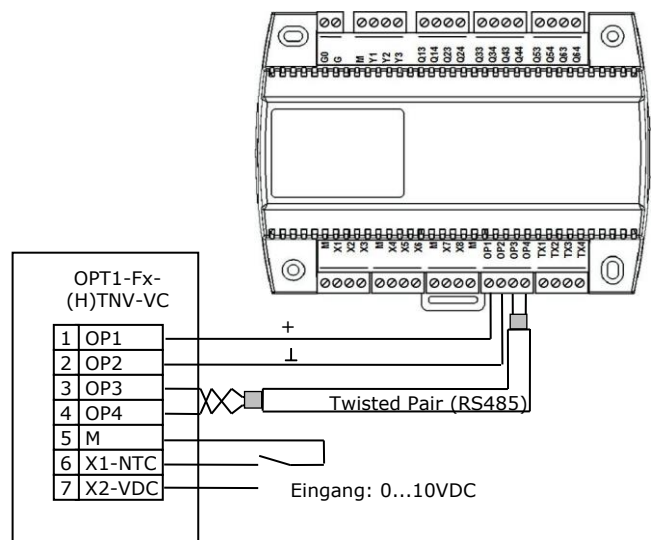 G0 G M Y1 Y2 Y3 Q13 Q14 Q23 Q24 Q33 Q34 Q43 Q44 Q53 Q54 Q63 Q64
M X1 X2 X3 M X4 X5 X6 M X7 X8 M OP1 OP2 OP3 OP4 TX1 TX2 TX3 TX4
OPT1-Fx-
(H)TNV-VC
1 OP1
+
2 OP2
⊥
3 OP3
4 OP4
Twisted Pair (RS485)
5 M
6 X1-NTC
7 X2-VDC
Eingang: 0...10VDC